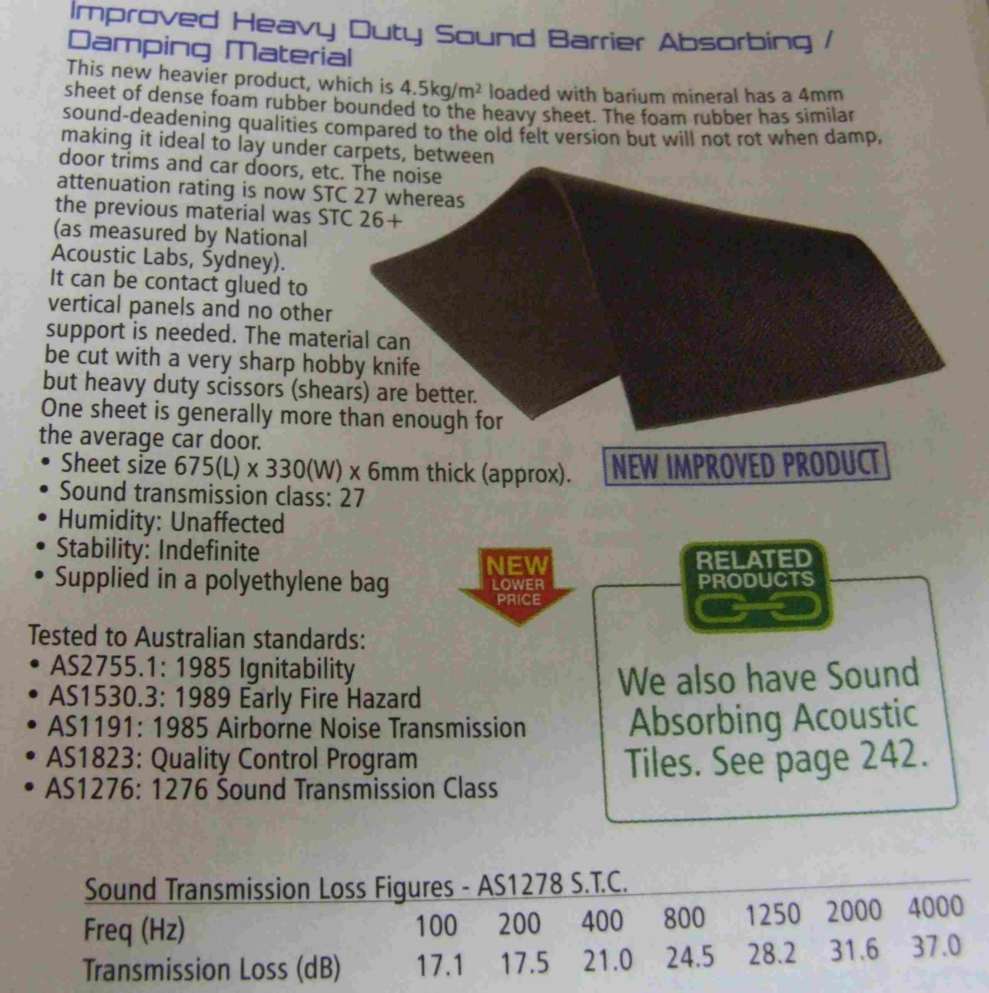 Improved Heavy Duty Sound Barrier Absorbing /
Damping Material
This new heavier product, which is 4.5kg/m² loaded with barium mineral has a 4mm
sheet of dense foam rubber bounded to the heavy sheet. The foam rubber has similar
sound-deadening qualities compared to the old felt version but will not rot when damp,
making it ideal to lay under carpets, between
door trims and car doors, etc. The noise
attenuation rating is now STC 27 whereas
the previous material was STC 26+
(as measured by National
Acoustic Labs, Sydney).
It can be contact glued to
vertical panels and no other
support is needed. The material can
be cut with a very sharp hobby knife
but heavy duty scissors (shears) are better.
One sheet is generally more than enough for
the average car door.
• Sheet size 675(L) x 330(W) x 6mm thick (approx).
• Sound transmission class: 27
• Humidity: Unaffected
• Stability: Indefinite
• Supplied in a polyethylene bag
NEW IMPROVED PRODUCT
NEW
LOWER
PRICE
RELATED
PRODUCTS
We also have Sound
Absorbing Acoustic
Tiles. See page 242.
Tested to Australian standards:
• AS2755.1: 1985 Ignitability
• AS1530.3: 1989 Early Fire Hazard
• AS1191: 1985 Airborne Noise Transmission
• AS1823: Quality Control Program
• AS1276: 1276 Sound Transmission Class
Sound Transmission Loss Figures - AS1278 S.T.C.
Freq (Hz) 100 200 400 800 1250 2000 4000
Transmission Loss (dB) 17.1 17.5 21.0 24.5 28.2 31.6 37.0